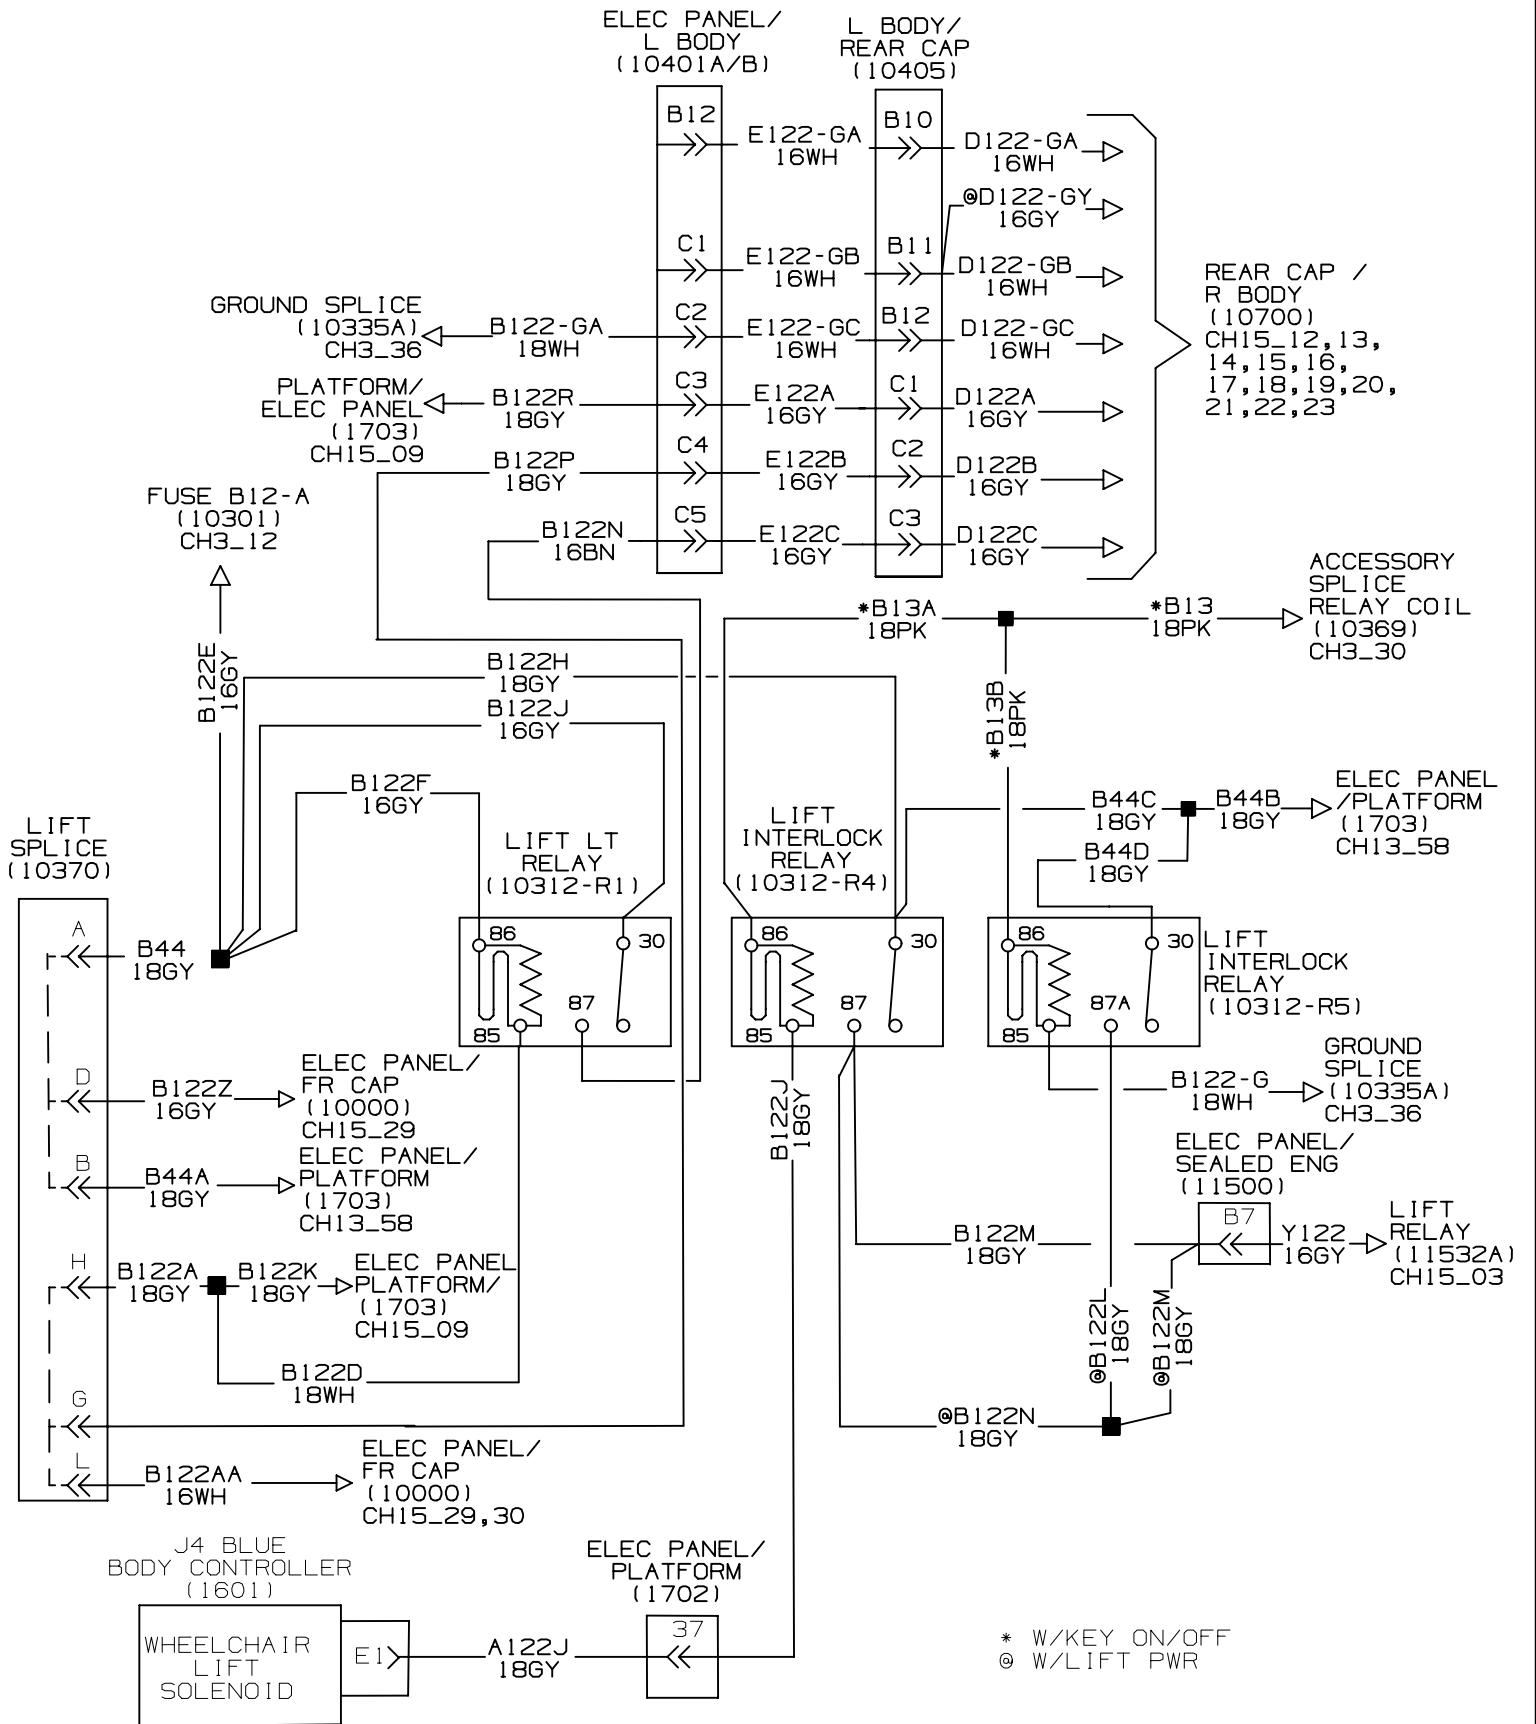 ELEC PANEL/
L BODY
(10401A/B)
L BODY/
REAR CAP
(10405)
B12
E122-GA
16WH
B10
D122-GA
16WH
@D122-GY
16GY
C1
E122-GB
16WH
B11
D122-GB
16WH
REAR CAP /
R BODY
(10700)
CH15_12,13,
14,15,16,
17,18,19,20,
21,22,23
GROUND SPLICE
(10335A)
CH3_36
B122-GA
18WH
C2
E122-GC
16WH
B12
D122-GC
16WH
PLATFORM/
ELEC PANEL
(1703)
CH15_09
B122R
18GY
C3
E122A
16GY
C1
D122A
16GY
B122P
18GY
C4
E122B
16GY
C2
D122B
16GY
FUSE B12-A
(10301)
CH3_12
B122N
16BN
C5
E122C
16GY
C3
D122C
16GY
ACCESSORY
SPLICE
RELAY COIL
(10369)
CH3_30
*B13A
18PK
*B13
18PK
B122E
16GY
B122H
18GY
B122J
16GY
*B13B
18PK
B122F
16GY
B44C
18GY
B44B
18GY
ELEC PANEL
/PLATFORM
(1703)
CH13_58
B44D
18GY
LIFT
SPLICE
(10370)
LIFT LT
RELAY
(10312-R1)
LIFT
INTERLOCK
RELAY
(10312-R4)
A
B44
18GY
86
30
85
87
86
30
85
87
86
30
85
87A
LIFT
INTERLOCK
RELAY
(10312-R5)
D
B122Z
16GY
ELEC PANEL/
FR CAP
(10000)
CH15_29
B122J
18GY
B122-G
18WH
GROUND
SPLICE
(10335A)
CH3_36
B
B44A
18GY
ELEC PANEL/
PLATFORM
(1703)
CH13_58
ELEC PANEL/
SEALED ENG
(11500)
B7
B122M
18GY
Y122
16GY
LIFT
RELAY
(11532A)
CH15_03
H
B122A
18GY
B122K
18GY
ELEC PANEL
PLATFORM/
(1703)
CH15_09
@B122L
18GY
@B122M
18GY
B122D
18WH
G
@B122N
18GY
L
B122AA
16WH
ELEC PANEL/
FR CAP
(10000)
CH15_29,30
J4 BLUE
BODY CONTROLLER
(1601)
WHEELCHAIR
LIFT
SOLENOID
E1
A122J
18GY
ELEC PANEL/
PLATFORM
(1702)
37
* W/KEY ON/OFF
@ W/LIFT PWR